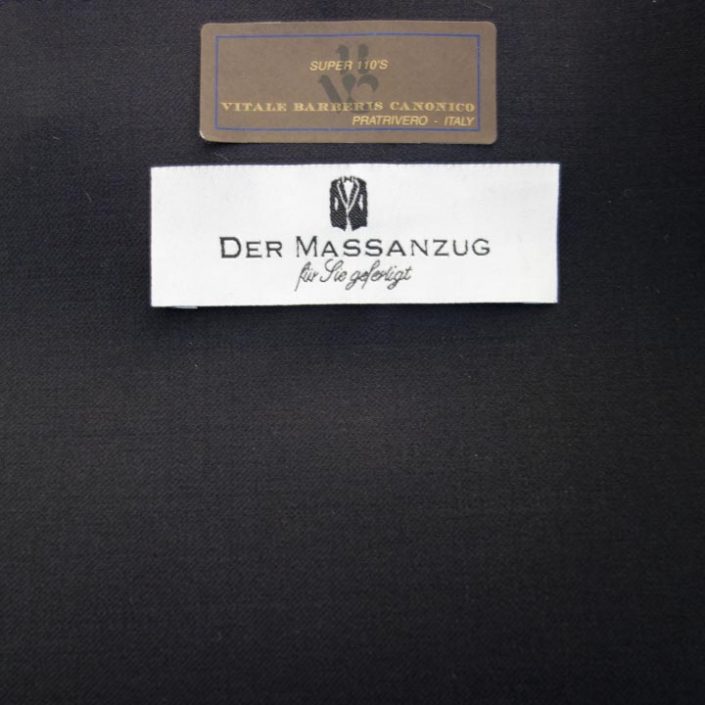 SUPER 110'S
VITALE BARBERIS CANONICO
PRATRIVERO - ITALY
DER MASSANZUG
für Sie gefertigt